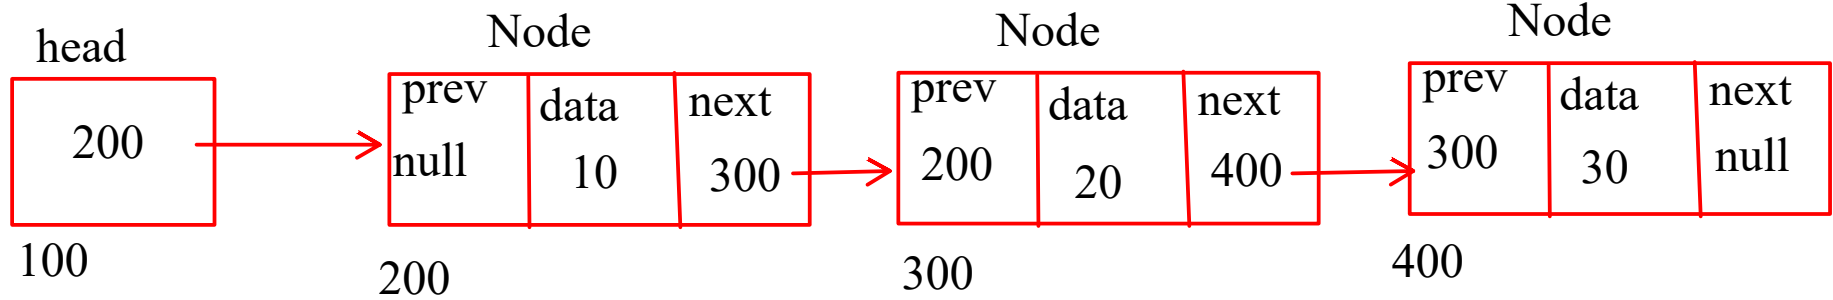 head
200
100
Node
prev data next
null 10 300
200
Node
prev data next
200 20 400
300
Node
prev data next
300 30 null
400